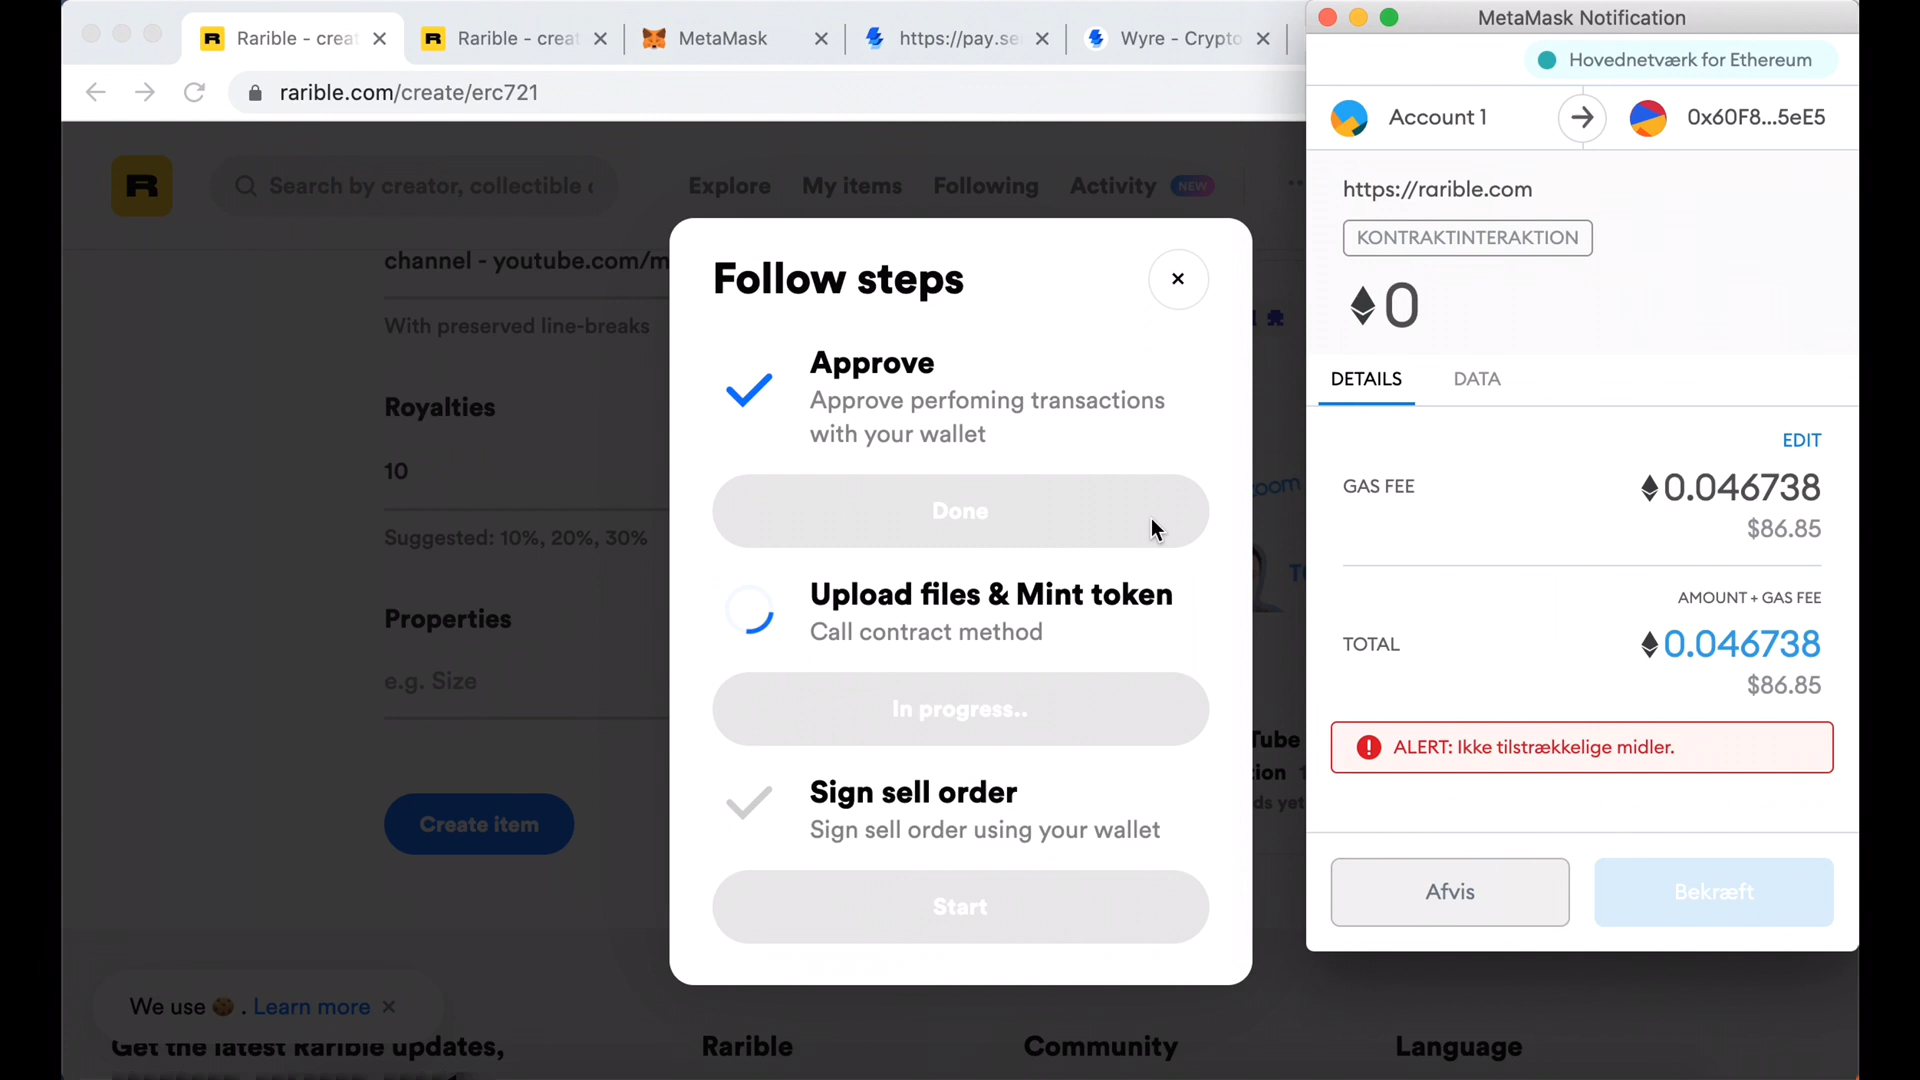 Rarible - creat
Rarible - creat
MetaMask
https://pay.se
Wyre - Crypto
rarible.com/create/erc721
R
Search by creator, collectible
Explore
My items
Following
Activity
NEW
channel - youtube.com/m
With preserved line-breaks
Royalties
10
Suggested: 10%, 20%, 30%
Properties
e.g. Size
Create item
We use 🍪 . Learn more
Get the latest Rarible updates,
Rarible
Community
Language
zoom
Tube
tion
ds yet
Follow steps
Approve
Approve perfoming transactions
with your wallet
Done
Upload files & Mint token
Call contract method
In progress..
Sign sell order
Sign sell order using your wallet
Start
MetaMask Notification
Hovednetværk for Ethereum
Account 1
0x60F8...5eE5
https://rarible.com
KONTRAKTINTERAKTION
0
DETAILS
DATA
EDIT
GAS FEE
0.046738
$86.85
AMOUNT + GAS FEE
TOTAL
0.046738
$86.85
ALERT: Ikke tilstrækkelige midler.
Afvis
Bekræft